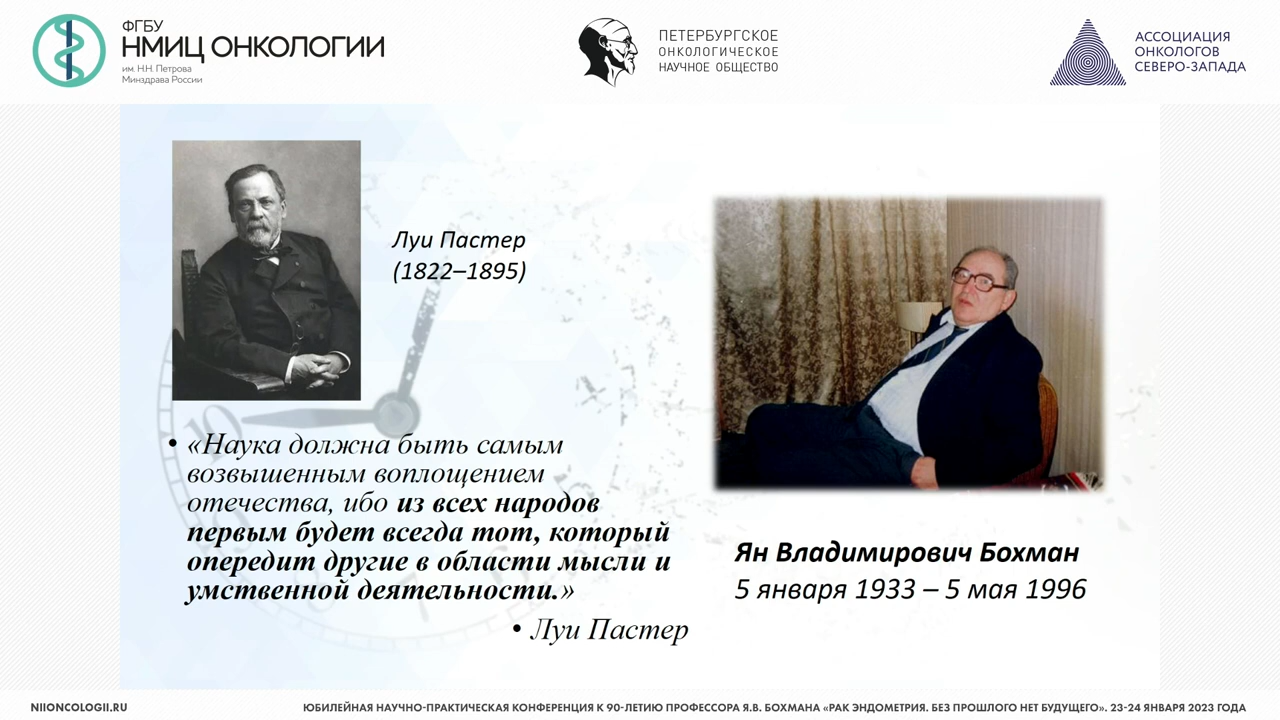 ФГБУ
НМИЦ ОНКОЛОГИИ
им. Н.Н. Петрова
Минздрава России
ПЕТЕРБУРГСКОЕ
ОНКОЛОГИЧЕСКОЕ
НАУЧНОЕ ОБЩЕСТВО
АССОЦИАЦИЯ
ОНКОЛОГОВ
СЕВЕРО-ЗАПАДА
Луи Пастер
(1822–1895)
• «Наука должна быть самым
возвышенным воплощением
отечества, ибо из всех народов
первым будет всегда тот, который
опередит другие в области мысли и
умственной деятельности.»
• Луи Пастер
Ян Владимирович Бохман
5 января 1933 – 5 мая 1996
NIIONCOLOGII.RU
ЮБИЛЕЙНАЯ НАУЧНО-ПРАКТИЧЕСКАЯ КОНФЕРЕНЦИЯ К 90-ЛЕТИЮ ПРОФЕССОРА Я.В. БОХМАНА «РАК ЭНДОМЕТРИЯ. БЕЗ ПРОШЛОГО НЕТ БУДУЩЕГО». 23-24 ЯНВАРЯ 2023 ГОДА